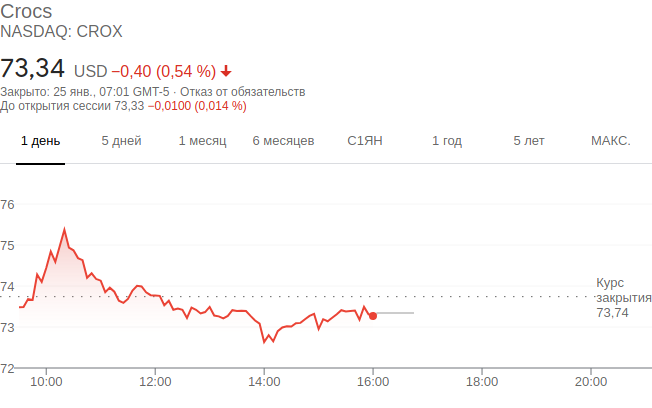 Crocs
NASDAQ: CROX
73,34 USD −0,40 (0,54 %)
Закрыто: 25 янв., 07:01 GMT-5 · Отказ от обязательств
До открытия сессии 73,33 −0,0100 (0,014 %)
1 день 5 дней 1 месяц 6 месяцев С1ЯН 1 год 5 лет МАКС.
76
75
74
Курс
закрытия
73,74
73
72
10:00 12:00 14:00 16:00 18:00 20:00